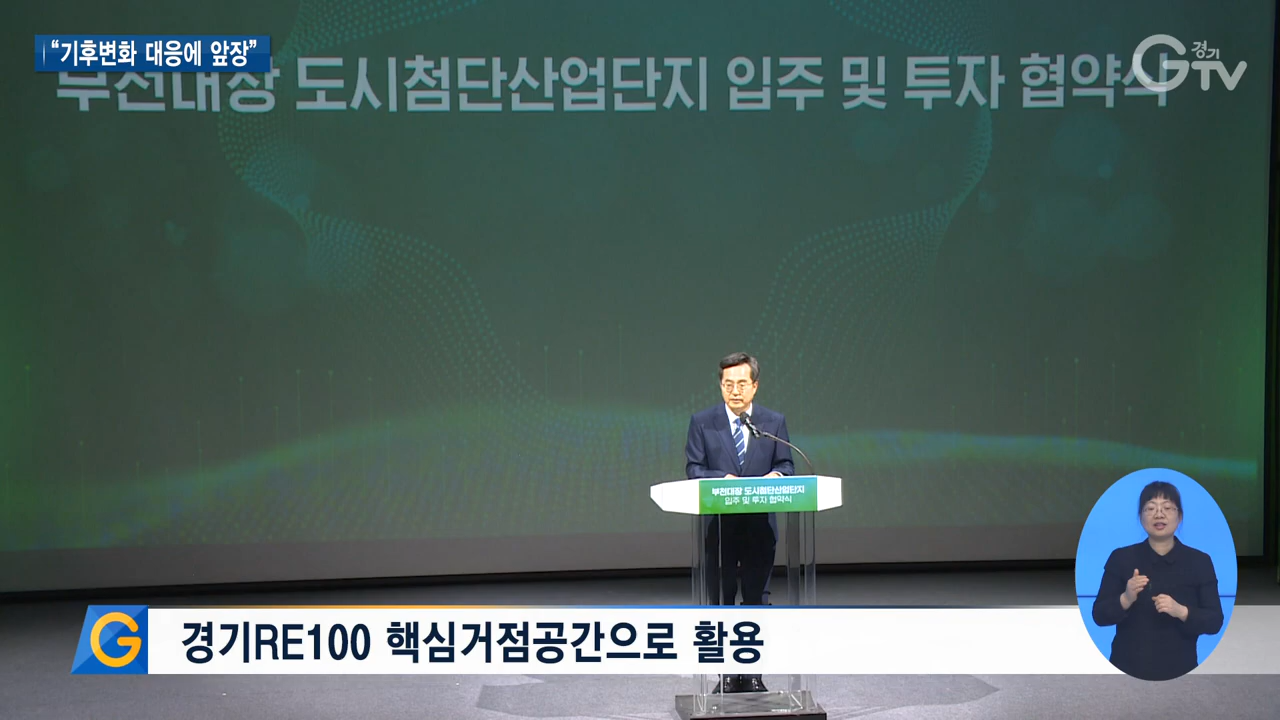 “기후변화 대응에 앞장”
경기
GTV
부천대장 도시첨단산업단지 입주 및 투자 협약식
부천대장 도시첨단산업단지
입주 및 투자 협약식
G
경기RE100 핵심거점공간으로 활용